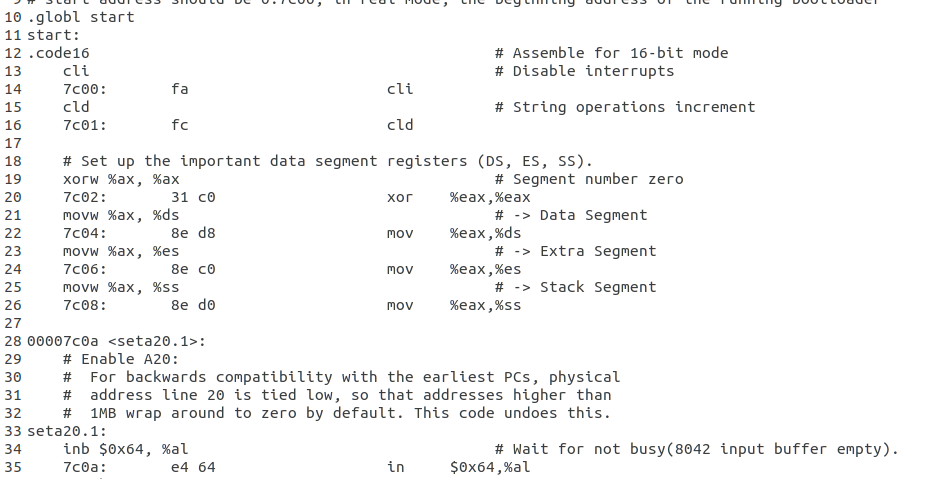 9 # start address should be 0:7c00, in real mode, the beginning address of the running bootloader
10 .globl start
11 start:
12 .code16 # Assemble for 16-bit mode
13 cli # Disable interrupts
14 7c00: fa cli
15 cld # String operations increment
16 7c01: fc cld
17
18 # Set up the important data segment registers (DS, ES, SS).
19 xorw %ax, %ax # Segment number zero
20 7c02: 31 c0 xor %eax,%eax
21 movw %ax, %ds # -> Data Segment
22 7c04: 8e d8 mov %eax,%ds
23 movw %ax, %es # -> Extra Segment
24 7c06: 8e c0 mov %eax,%es
25 movw %ax, %ss # -> Stack Segment
26 7c08: 8e d0 mov %eax,%ss
27
28 00007c0a <seta20.1>:
29 # Enable A20:
30 # For backwards compatibility with the earliest PCs, physical
31 # address line 20 is tied low, so that addresses higher than
32 # 1MB wrap around to zero by default. This code undoes this.
33 seta20.1:
34 inb $0x64, %al # Wait for not busy(8042 input buffer empty).
35 7c0a: e4 64 in $0x64,%al